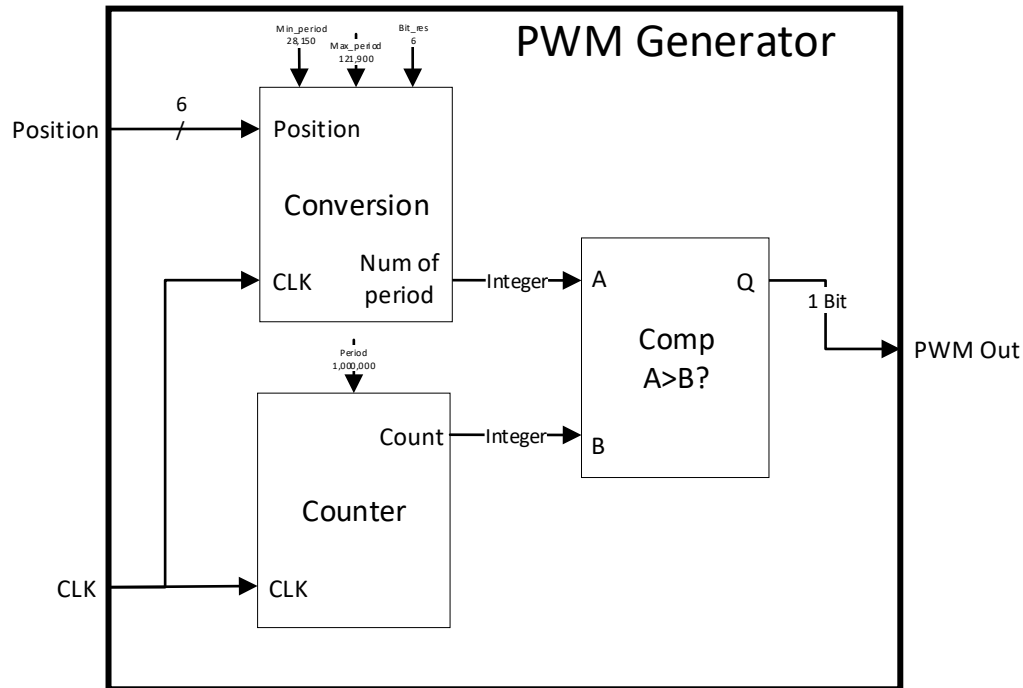 PWM Generator
Min_period
28,150
Max_period
121,900
Bit_res
6
6
Position
Position
Conversion
CLK
Num of
period
Integer
A
Q
1 Bit
Comp
A>B?
PWM Out
Period
1,000,000
Count
Integer
B
Counter
CLK
CLK